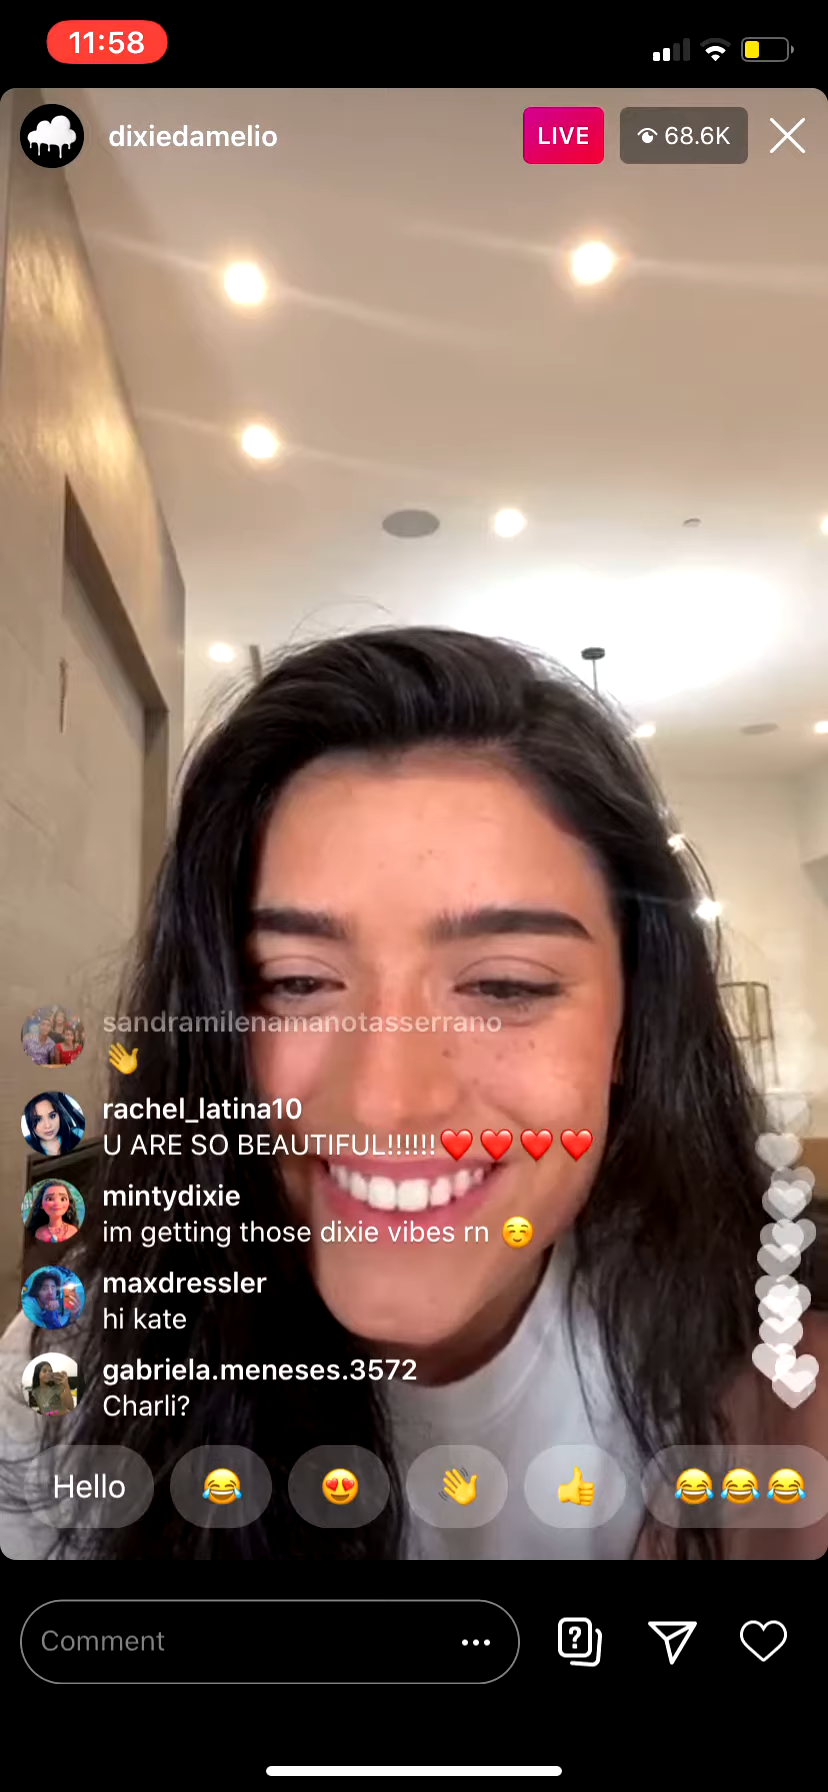 11:58
dixiedamelio LIVE 68.6K
sandramilenamanotasserrano
👋
rachel_latina10
U ARE SO BEAUTIFUL!!!!!!❤️❤️❤️❤️
mintydixie
im getting those dixie vibes rn ☺️
maxdressler
hi kate
gabriela.meneses.3572
Charli?
Hello 😂 😍 👋 👍 😂😂😂
Comment